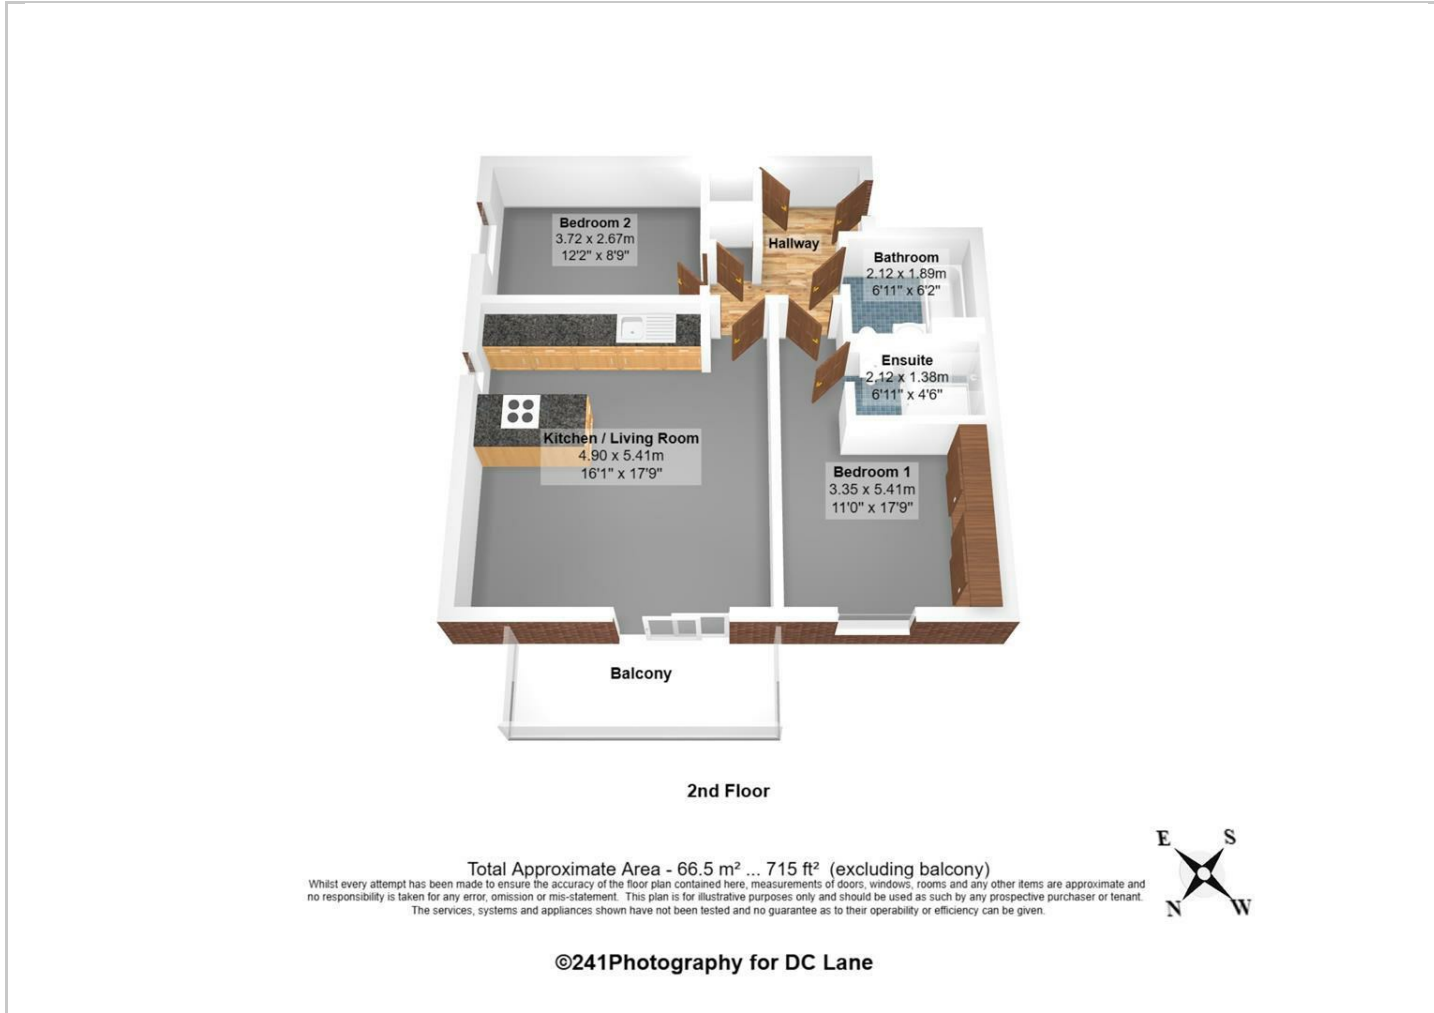 Bedroom 2
3.72 x 2.67m
12'2" x 8'9"
Hallway
Bathroom
2.12 x 1.89m
6'11" x 6'2"
Ensuite
2.12 x 1.38m
6'11" x 4'6"
Kitchen / Living Room
4.90 x 5.41m
16'1" x 17'9"
Bedroom 1
3.35 x 5.41m
11'0" x 17'9"
Balcony
2nd Floor
E S
N W
Total Approximate Area - 66.5 m² ... 715 ft² (excluding balcony)
Whilst every attempt has been made to ensure the accuracy of the floor plan contained here, measurements of doors, windows, rooms and any other items are approximate and
no responsibility is taken for any error, omission or mis-statement. This plan is for illustrative purposes only and should be used as such by any prospective purchaser or tenant.
The services, systems and appliances shown have not been tested and no guarantee as to their operability or efficiency can be given.
©241Photography for DC Lane